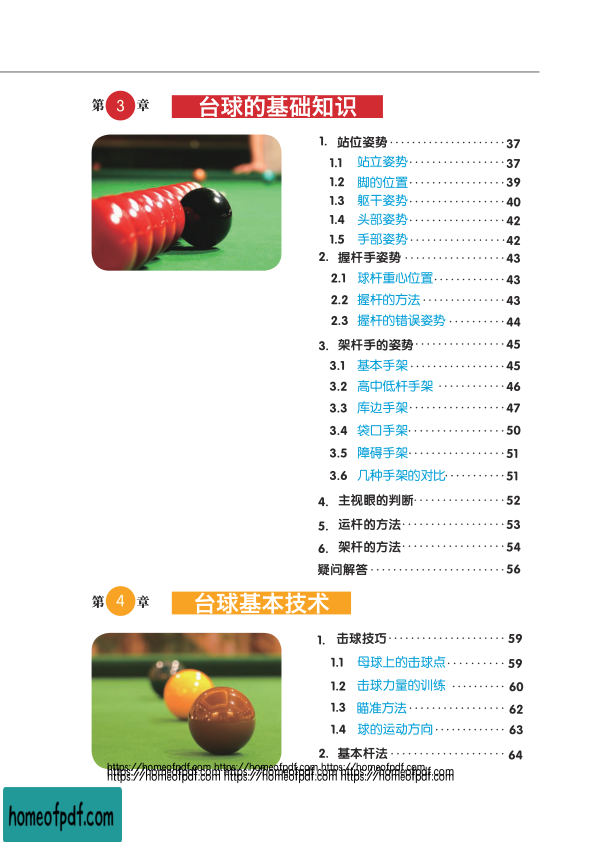 第 3 章 台球的基础知识
1. 站位姿势 37
1.1 站立姿势 37
1.2 脚的位置 39
1.3 躯干姿势 40
1.4 头部姿势 42
1.5 手部姿势 42
2. 握杆手姿势 43
2.1 球杆重心位置 43
2.2 握杆的方法 43
2.3 握杆的错误姿势 44
3. 架杆手的姿势 45
3.1 基本手架 45
3.2 高中低杆手架 46
3.3 库边手架 47
3.4 袋口手架 50
3.5 障碍手架 51
3.6 几种手架的对比 51
4. 主视眼的判断 52
5. 运杆的方法 53
6. 架杆的方法 54
疑问解答 56
第 4 章 台球基本技术
1. 击球技巧 59
1.1 母球上的击球点 59
1.2 击球力量的训练 60
1.3 瞄准方法 62
1.4 球的运动方向 63
2. 基本杆法 64
https://homeofpdf.com https://homeofpdf.com https://homeofpdf.com
https://homeofpdf.com https://homeofpdf.com https://homeofpdf.com
homeofpdf.com